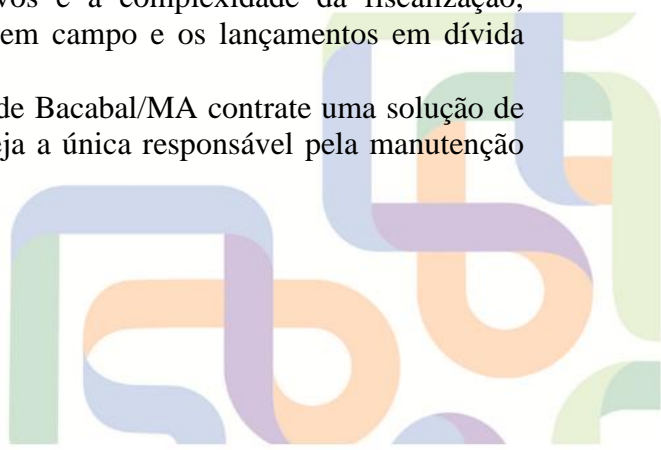 vos e a complexidade da fiscalização,
em campo e os lançamentos em dívida
de Bacabal/MA contrate uma solução de
ja a única responsável pela manutenção